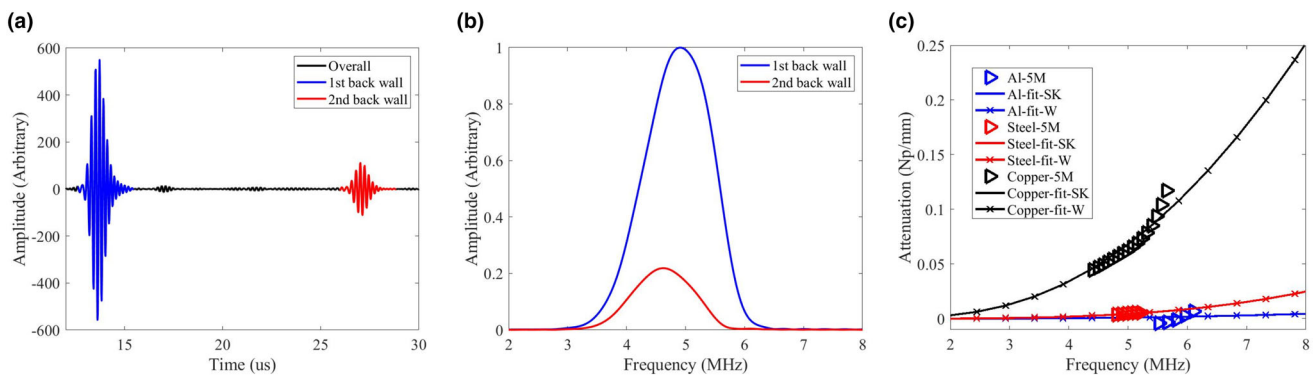 (a)
600
400
200
0
-200
-400
-600
Amplitude (Arbitrary)
15
20
25
30
Time (us)
Overall
1st back wall
2nd back wall
(b)
1
0.8
0.6
0.4
0.2
0
Amplitude (Arbitrary)
2
3
4
5
6
7
8
Frequency (MHz)
1st back wall
2nd back wall
(c)
0.25
0.2
0.15
0.1
0.05
0
Attenuation (Np/mm)
2
3
4
5
6
7
8
Frequency (MHz)
Al-5M
Al-fit-SK
Al-fit-W
Steel-5M
Steel-fit-SK
Steel-fit-W
Copper-5M
Copper-fit-SK
Copper-fit-W